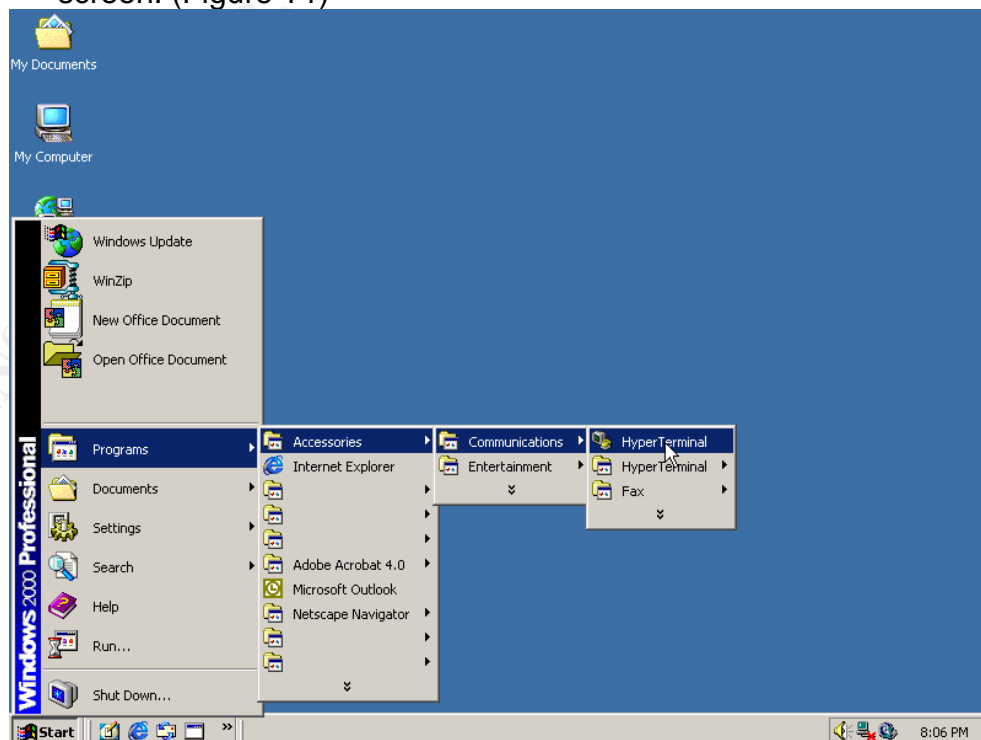 screen. (Figure 11)
My Documents
My Computer
Windows Update
WinZip
New Office Document
Open Office Document
Windows 2000 Professional
Programs
Documents
Settings
Search
Help
Run...
Shut Down...
Accessories
Internet Explorer
Adobe Acrobat 4.0
Microsoft Outlook
Netscape Navigator
Communications
Entertainment
HyperTerminal
HyperTerminal
Fax
Start
8:06 PM